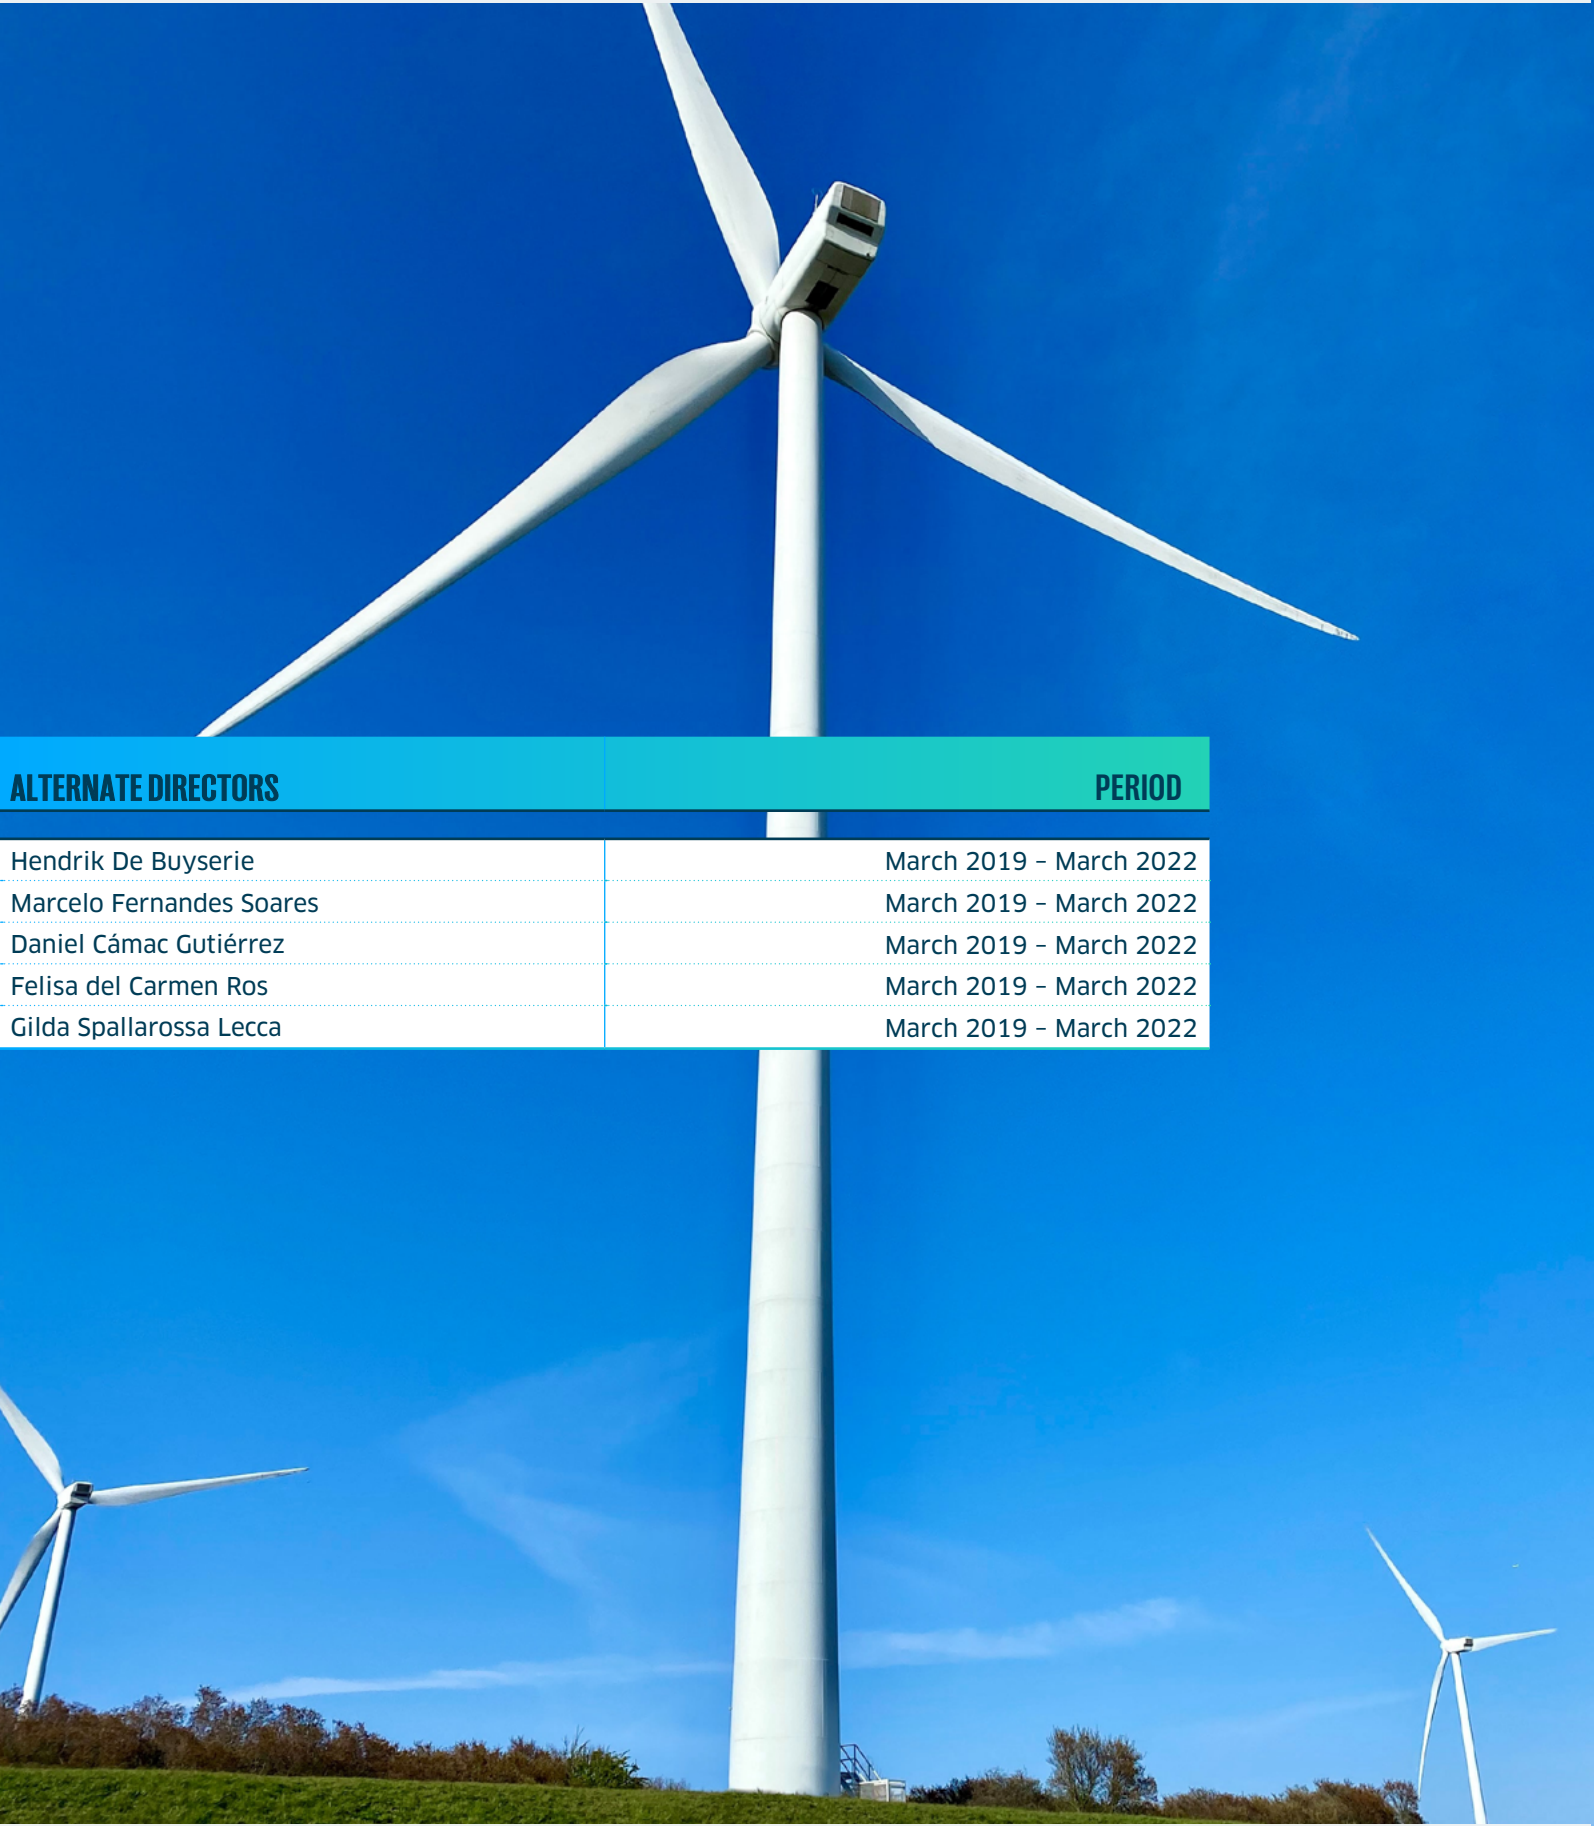 ALTERNATE DIRECTORS PERIOD
Hendrik De Buyserie March 2019 – March 2022
Marcelo Fernandes Soares March 2019 – March 2022
Daniel Cámac Gutiérrez March 2019 – March 2022
Felisa del Carmen Ros March 2019 – March 2022
Gilda Spallarossa Lecca March 2019 – March 2022